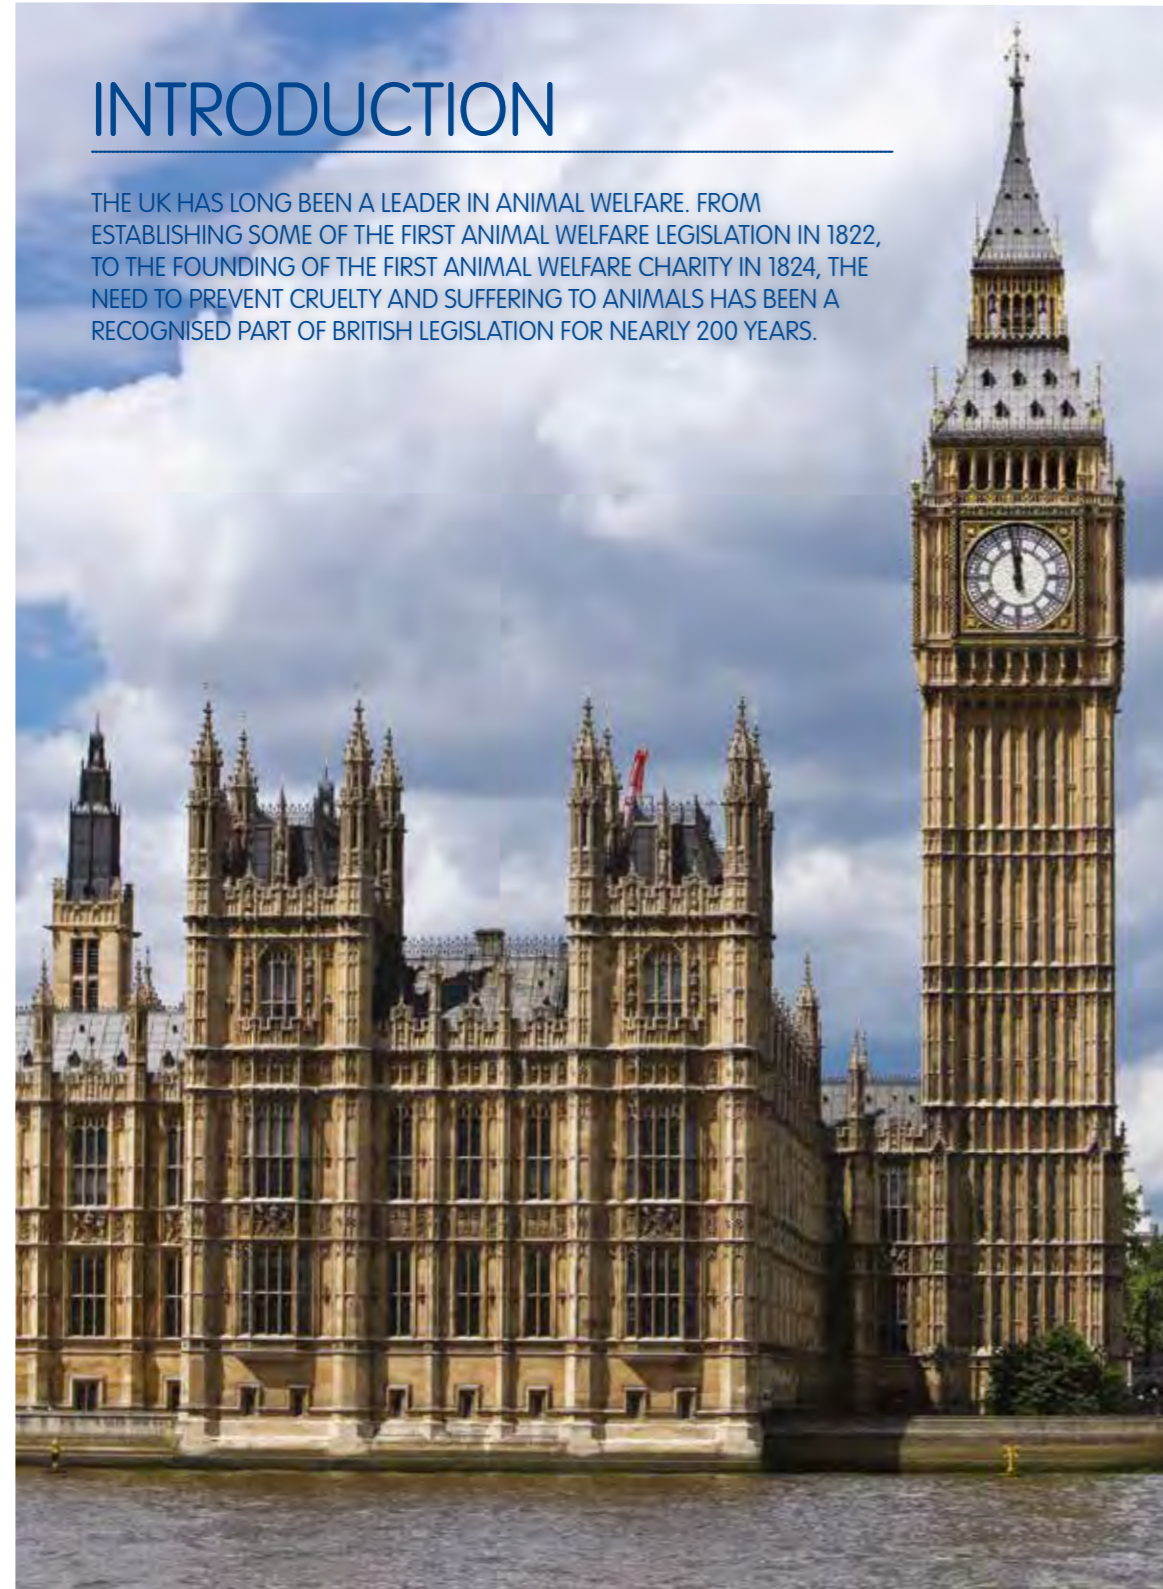 INTRODUCTION
THE UK HAS LONG BEEN A LEADER IN ANIMAL WELFARE. FROM
ESTABLISHING SOME OF THE FIRST ANIMAL WELFARE LEGISLATION IN 1822,
TO THE FOUNDING OF THE FIRST ANIMAL WELFARE CHARITY IN 1824, THE
NEED TO PREVENT CRUELTY AND SUFFERING TO ANIMALS HAS BEEN A
RECOGNISED PART OF BRITISH LEGISLATION FOR NEARLY 200 YEARS.